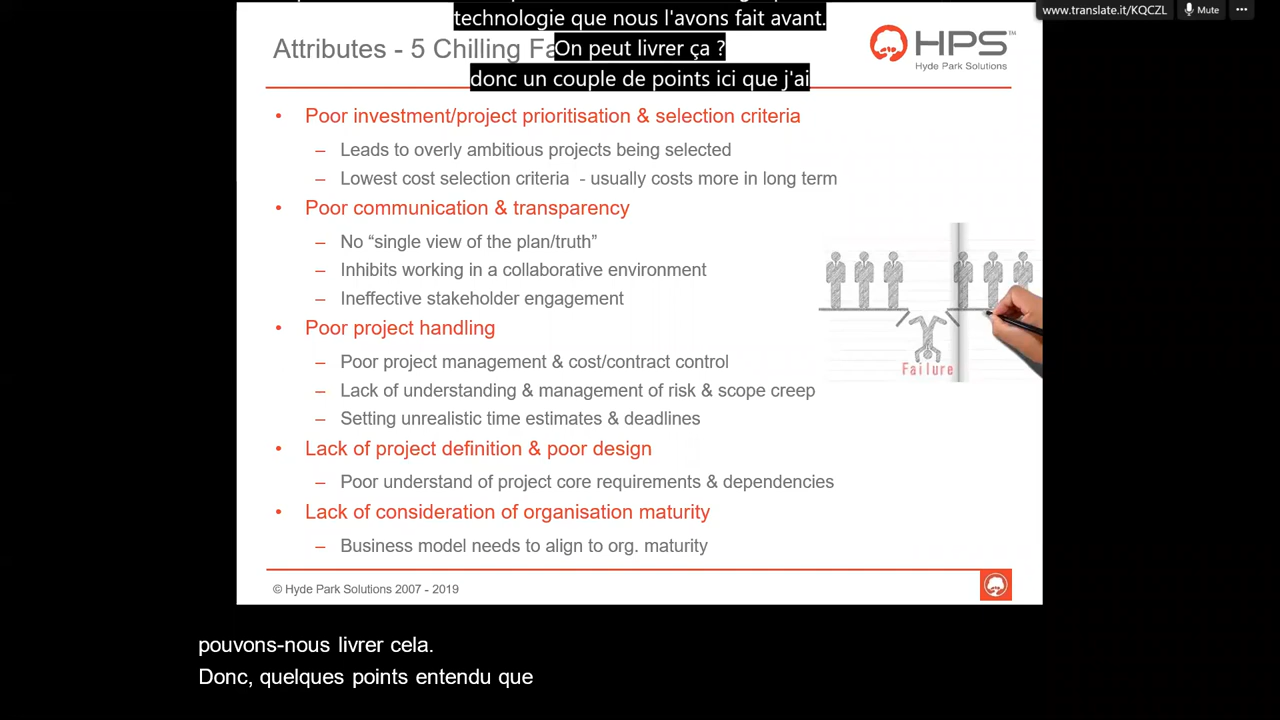 www.translate.it/KQCZL Mute
technologie que nous l'avons fait avant.
On peut livrer ça ?
donc un couple de points ici que j'ai
Attributes - 5 Chilling Fa
HPS™
Hyde Park Solutions
• Poor investment/project prioritisation & selection criteria
– Leads to overly ambitious projects being selected
– Lowest cost selection criteria - usually costs more in long term
• Poor communication & transparency
– No “single view of the plan/truth”
– Inhibits working in a collaborative environment
– Ineffective stakeholder engagement
• Poor project handling
– Poor project management & cost/contract control
– Lack of understanding & management of risk & scope creep
– Setting unrealistic time estimates & deadlines
• Lack of project definition & poor design
– Poor understand of project core requirements & dependencies
• Lack of consideration of organisation maturity
– Business model needs to align to org. maturity
Failure
© Hyde Park Solutions 2007 - 2019
pouvons-nous livrer cela.
Donc, quelques points entendu que